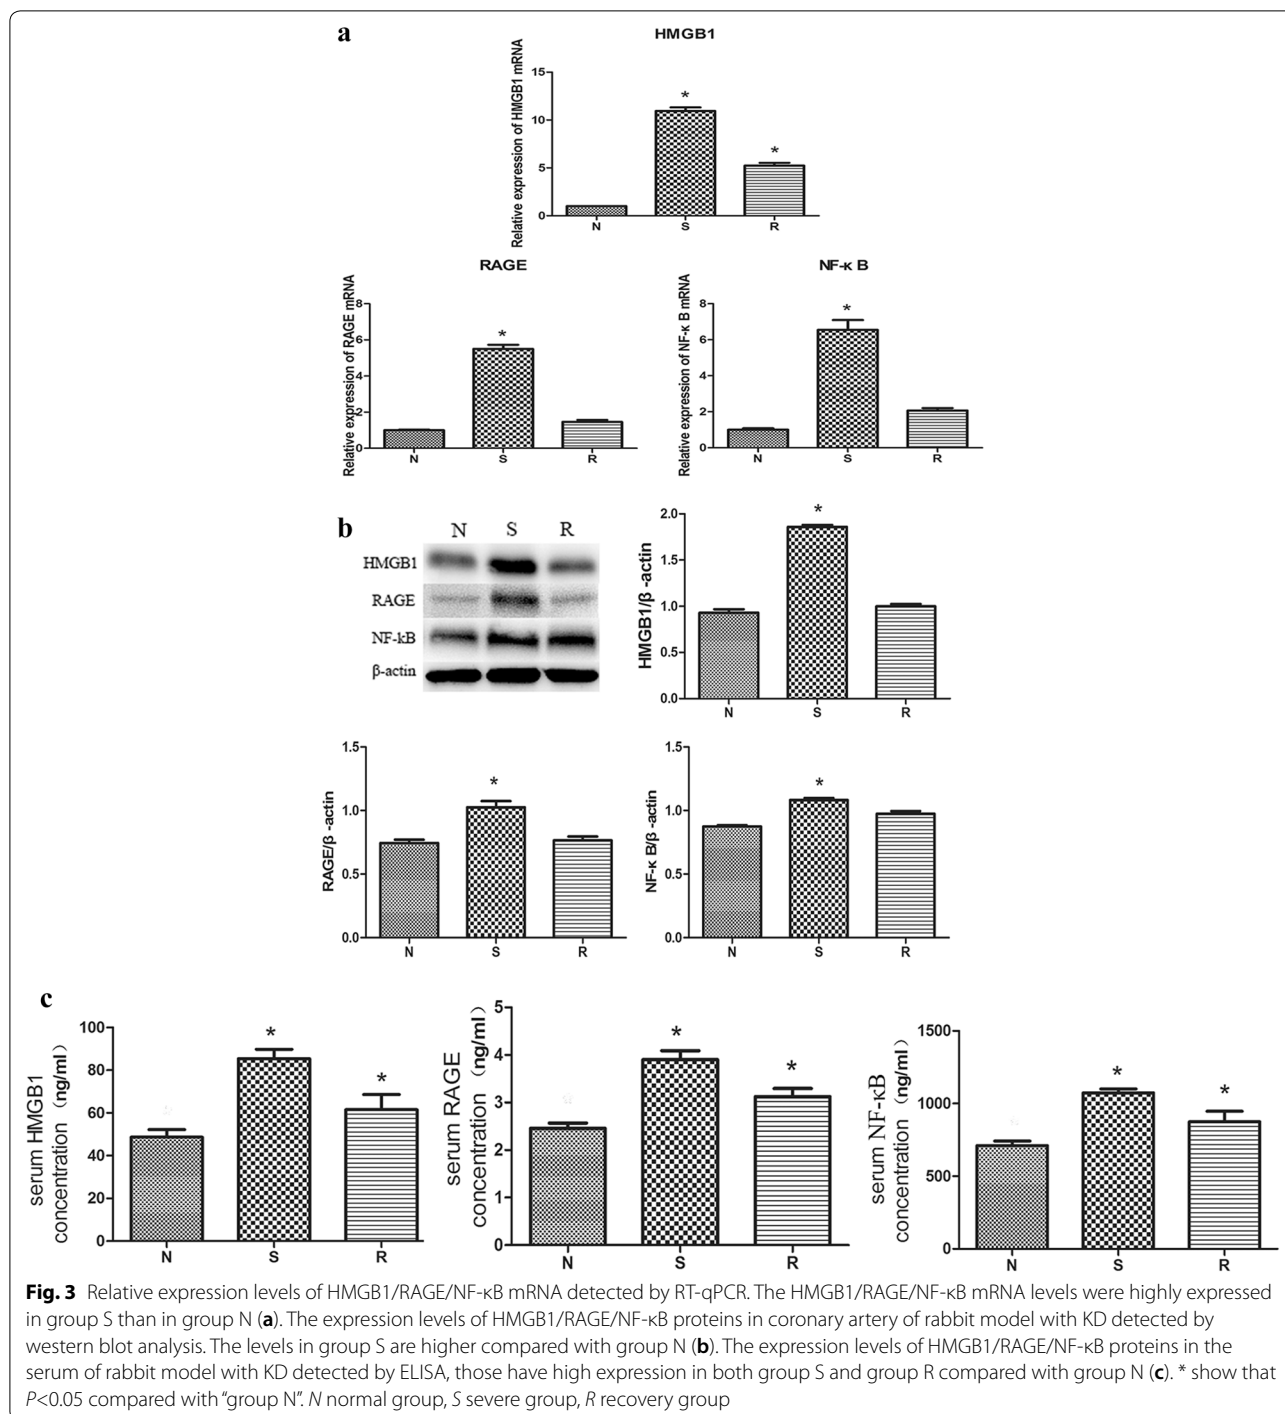 a
HMGB1
Relative expression of HMGB1 mRNA
15
10
5
0
*
*
N S R
RAGE
Relative expression of RAGE mRNA
8
6
4
2
0
*
N S R
NF-κ B
Relative expression of NF-κ B mRNA
8
6
4
2
0
*
N S R
b
N S R
HMGB1
RAGE
NF-kB
β-actin
HMGB1/β -actin
2.0
1.5
1.0
0.5
0.0
*
N S R
RAGE/β -actin
1.5
1.0
0.5
0.0
*
N S R
NF-κ B/β -actin
1.5
1.0
0.5
0.0
*
N S R
c
serum HMGB1
concentration（ng/ml）
100
80
60
40
20
0
*
*
N S R
serum RAGE
concentration（ng/ml）
5
4
3
2
1
0
*
*
N S R
serum NF-κB
concentration（ng/ml）
1500
1000
500
0
*
*
N S R
Fig. 3 Relative expression levels of HMGB1/RAGE/NF-κB mRNA detected by RT-qPCR. The HMGB1/RAGE/NF-κB mRNA levels were highly expressed
in group S than in group N (a). The expression levels of HMGB1/RAGE/NF-κB proteins in coronary artery of rabbit model with KD detected by
western blot analysis. The levels in group S are higher compared with group N (b). The expression levels of HMGB1/RAGE/NF-κB proteins in the
serum of rabbit model with KD detected by ELISA, those have high expression in both group S and group R compared with group N (c). * show that
P<0.05 compared with “group N”. N normal group, S severe group, R recovery group